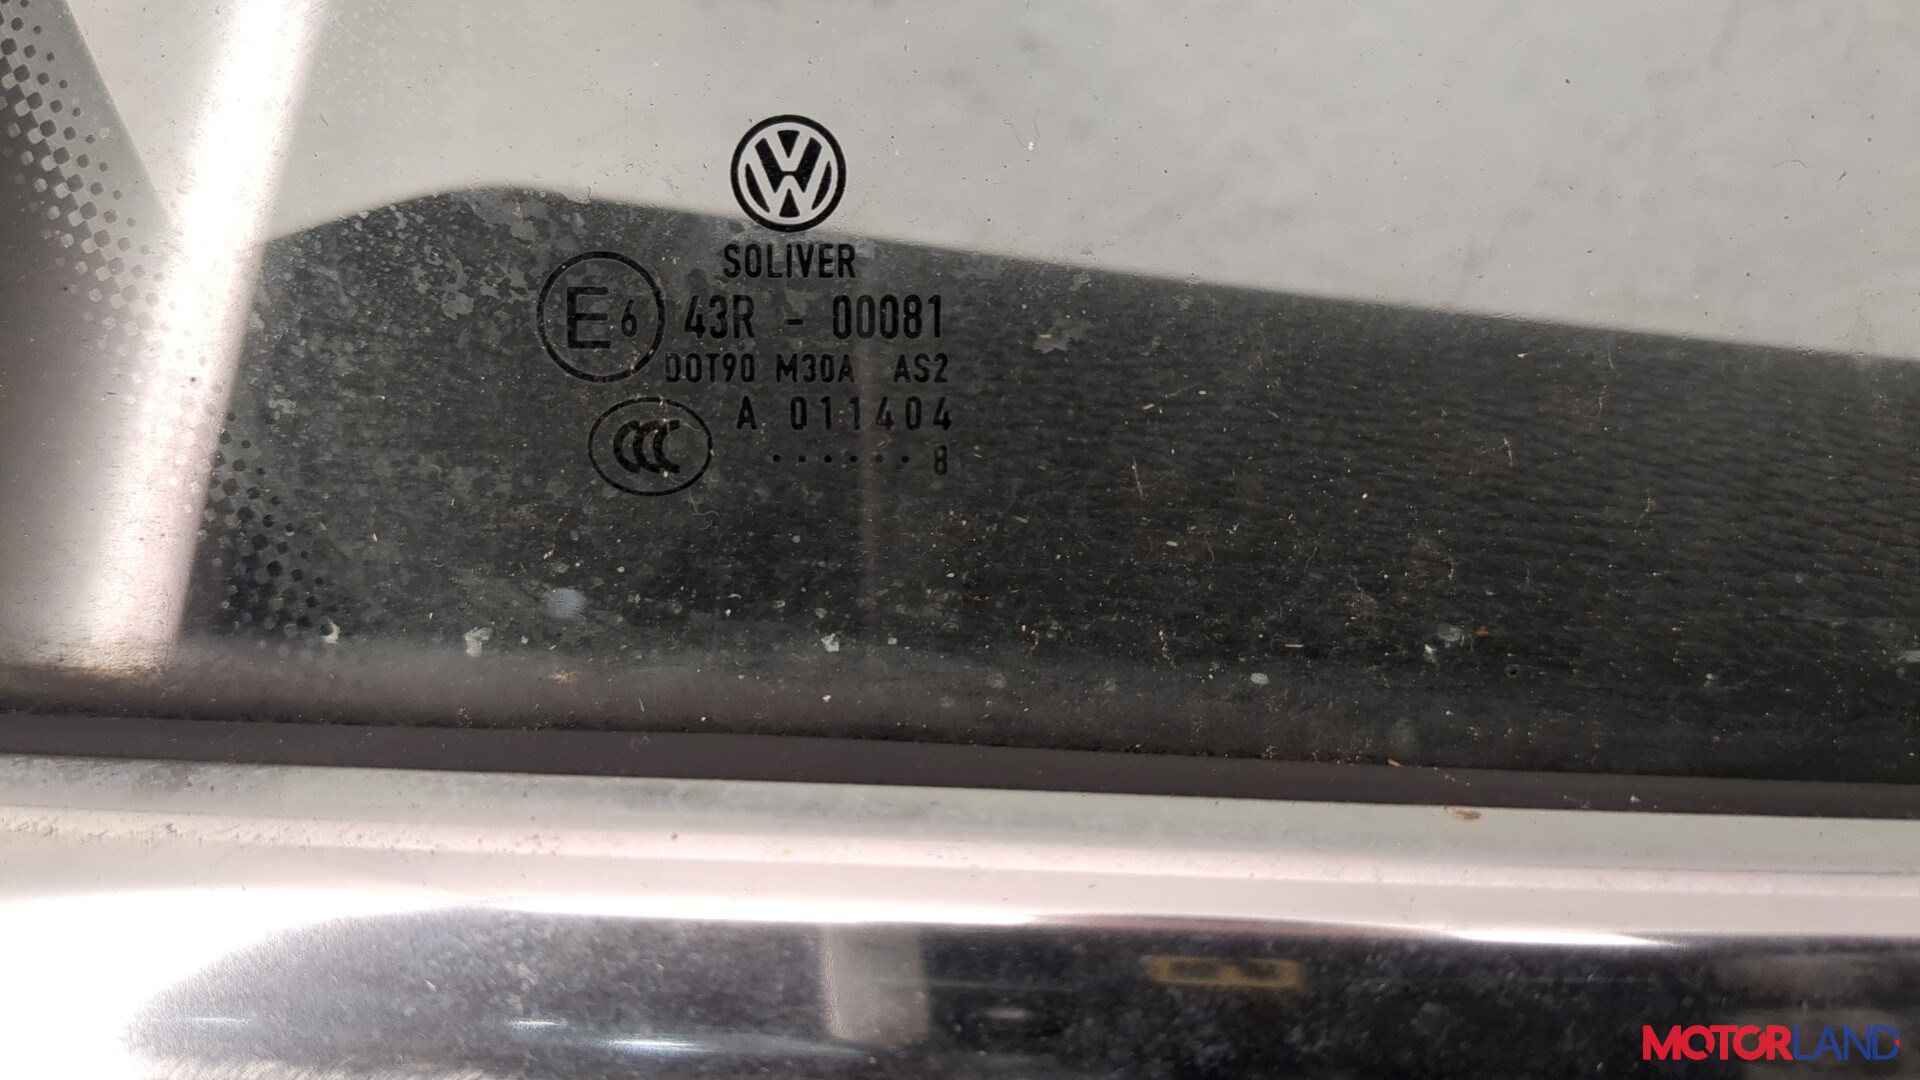 SOLIVER
E6 43R - 00081
DOT90 M30A AS2
A 011404
CCC ······8
MOTORLAND